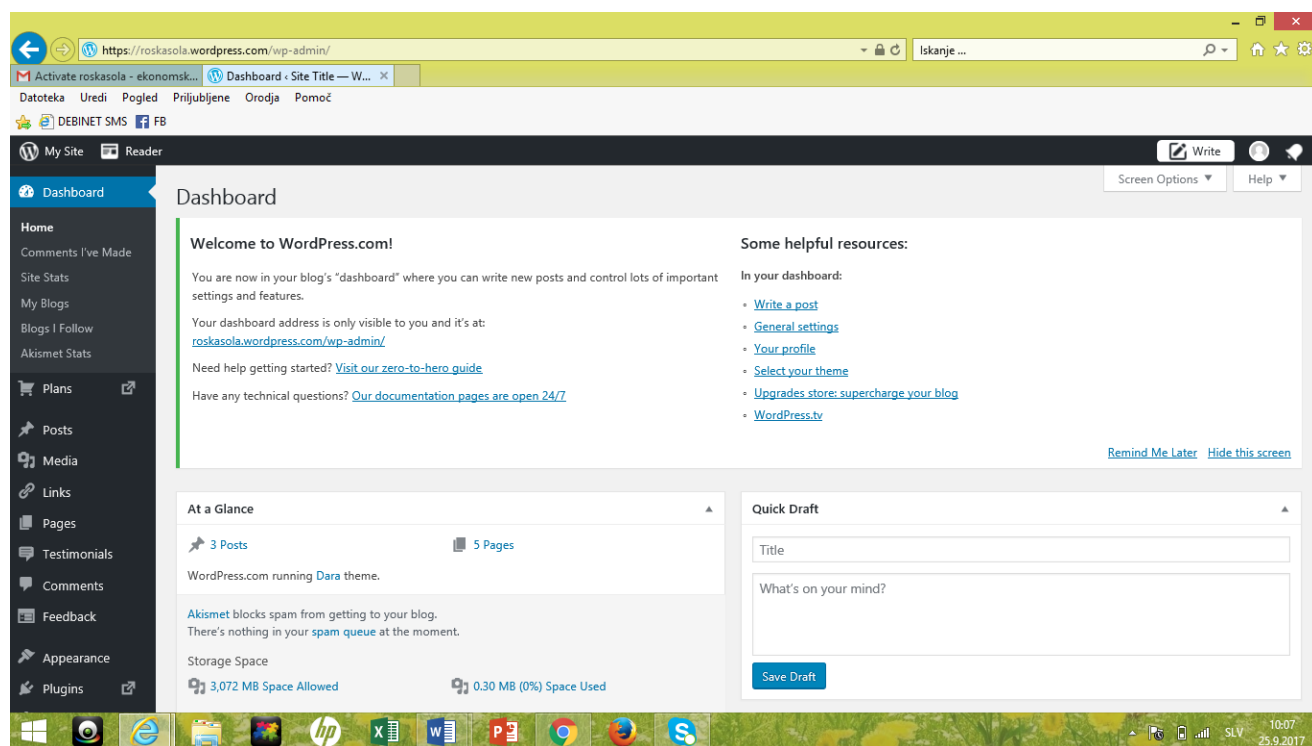 https://roskasola.wordpress.com/wp-admin/
Iskanje ...
Activate roskasola - ekonomsk...
Dashboard ‹ Site Title — W...
Datoteka Uredi Pogled Priljubljene Orodja Pomoč
DEBINET SMS FB
My Site Reader
Write
Screen Options Help
Dashboard
Home
Comments I've Made
Site Stats
My Blogs
Blogs I Follow
Akismet Stats
Plans
Posts
Media
Links
Pages
Testimonials
Comments
Feedback
Appearance
Plugins
Dashboard
Welcome to WordPress.com!
You are now in your blog's “dashboard” where you can write new posts and control lots of important
settings and features.
Your dashboard address is only visible to you and it's at:
roskasola.wordpress.com/wp-admin/
Need help getting started? Visit our zero-to-hero guide
Have any technical questions? Our documentation pages are open 24/7
Some helpful resources:
In your dashboard:
Write a post
General settings
Your profile
Select your theme
Upgrades store: supercharge your blog
WordPress.tv
Remind Me Later Hide this screen
At a Glance
3 Posts 5 Pages
WordPress.com running Dara theme.
Akismet blocks spam from getting to your blog.
There's nothing in your spam queue at the moment.
Storage Space
3,072 MB Space Allowed 0.30 MB (0%) Space Used
Quick Draft
Title
What's on your mind?
Save Draft
SLV
10:07
25.9.2017